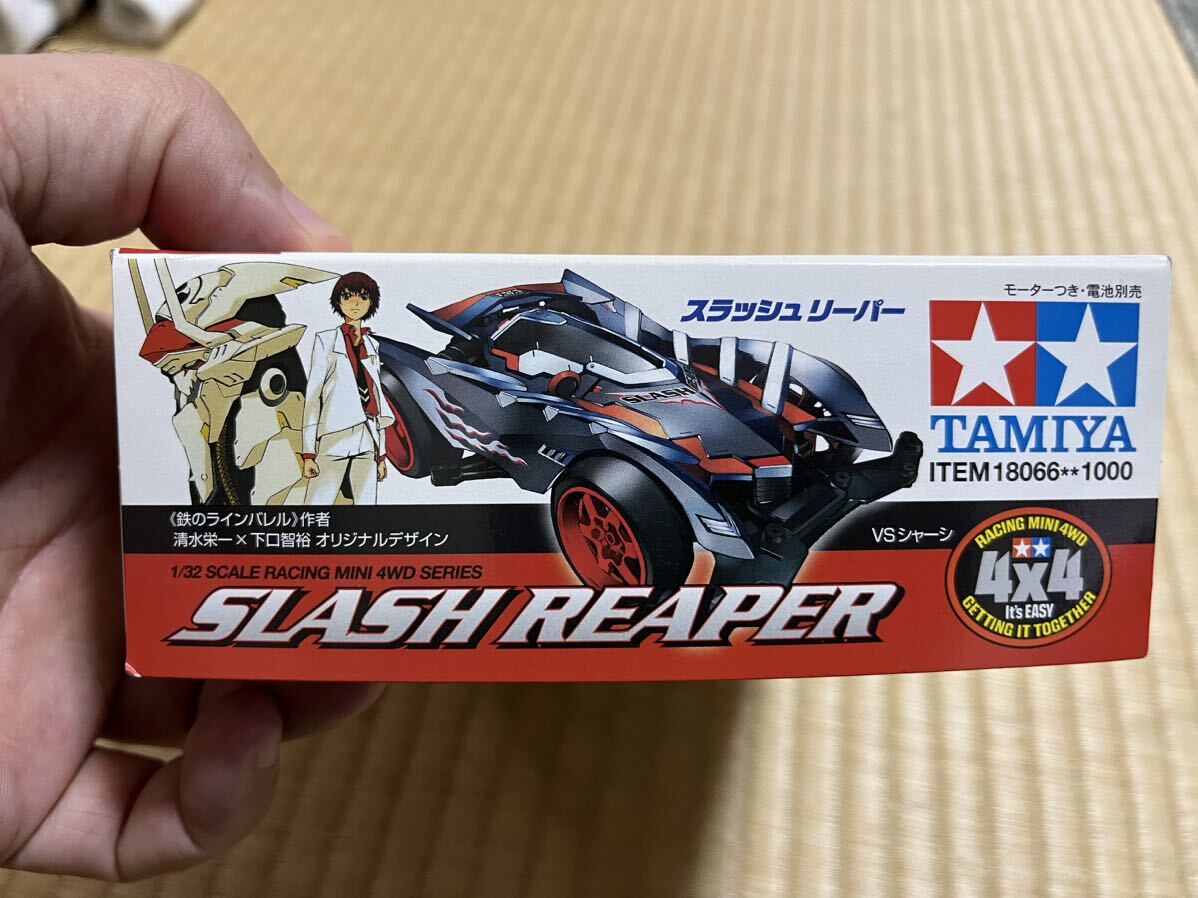 モーターつき・電池別売
スラッシュリーパー
TAMIYA
ITEM 18066**1000
SLASH
《鉄のラインバレル》作者
清水栄一×下口智裕 オリジナルデザイン
VSシャーシ
1/32 SCALE RACING MINI 4WD SERIES
SLASH REAPER
RACING MINI 4WD
4x4
It's EASY
GETTING IT TOGETHER